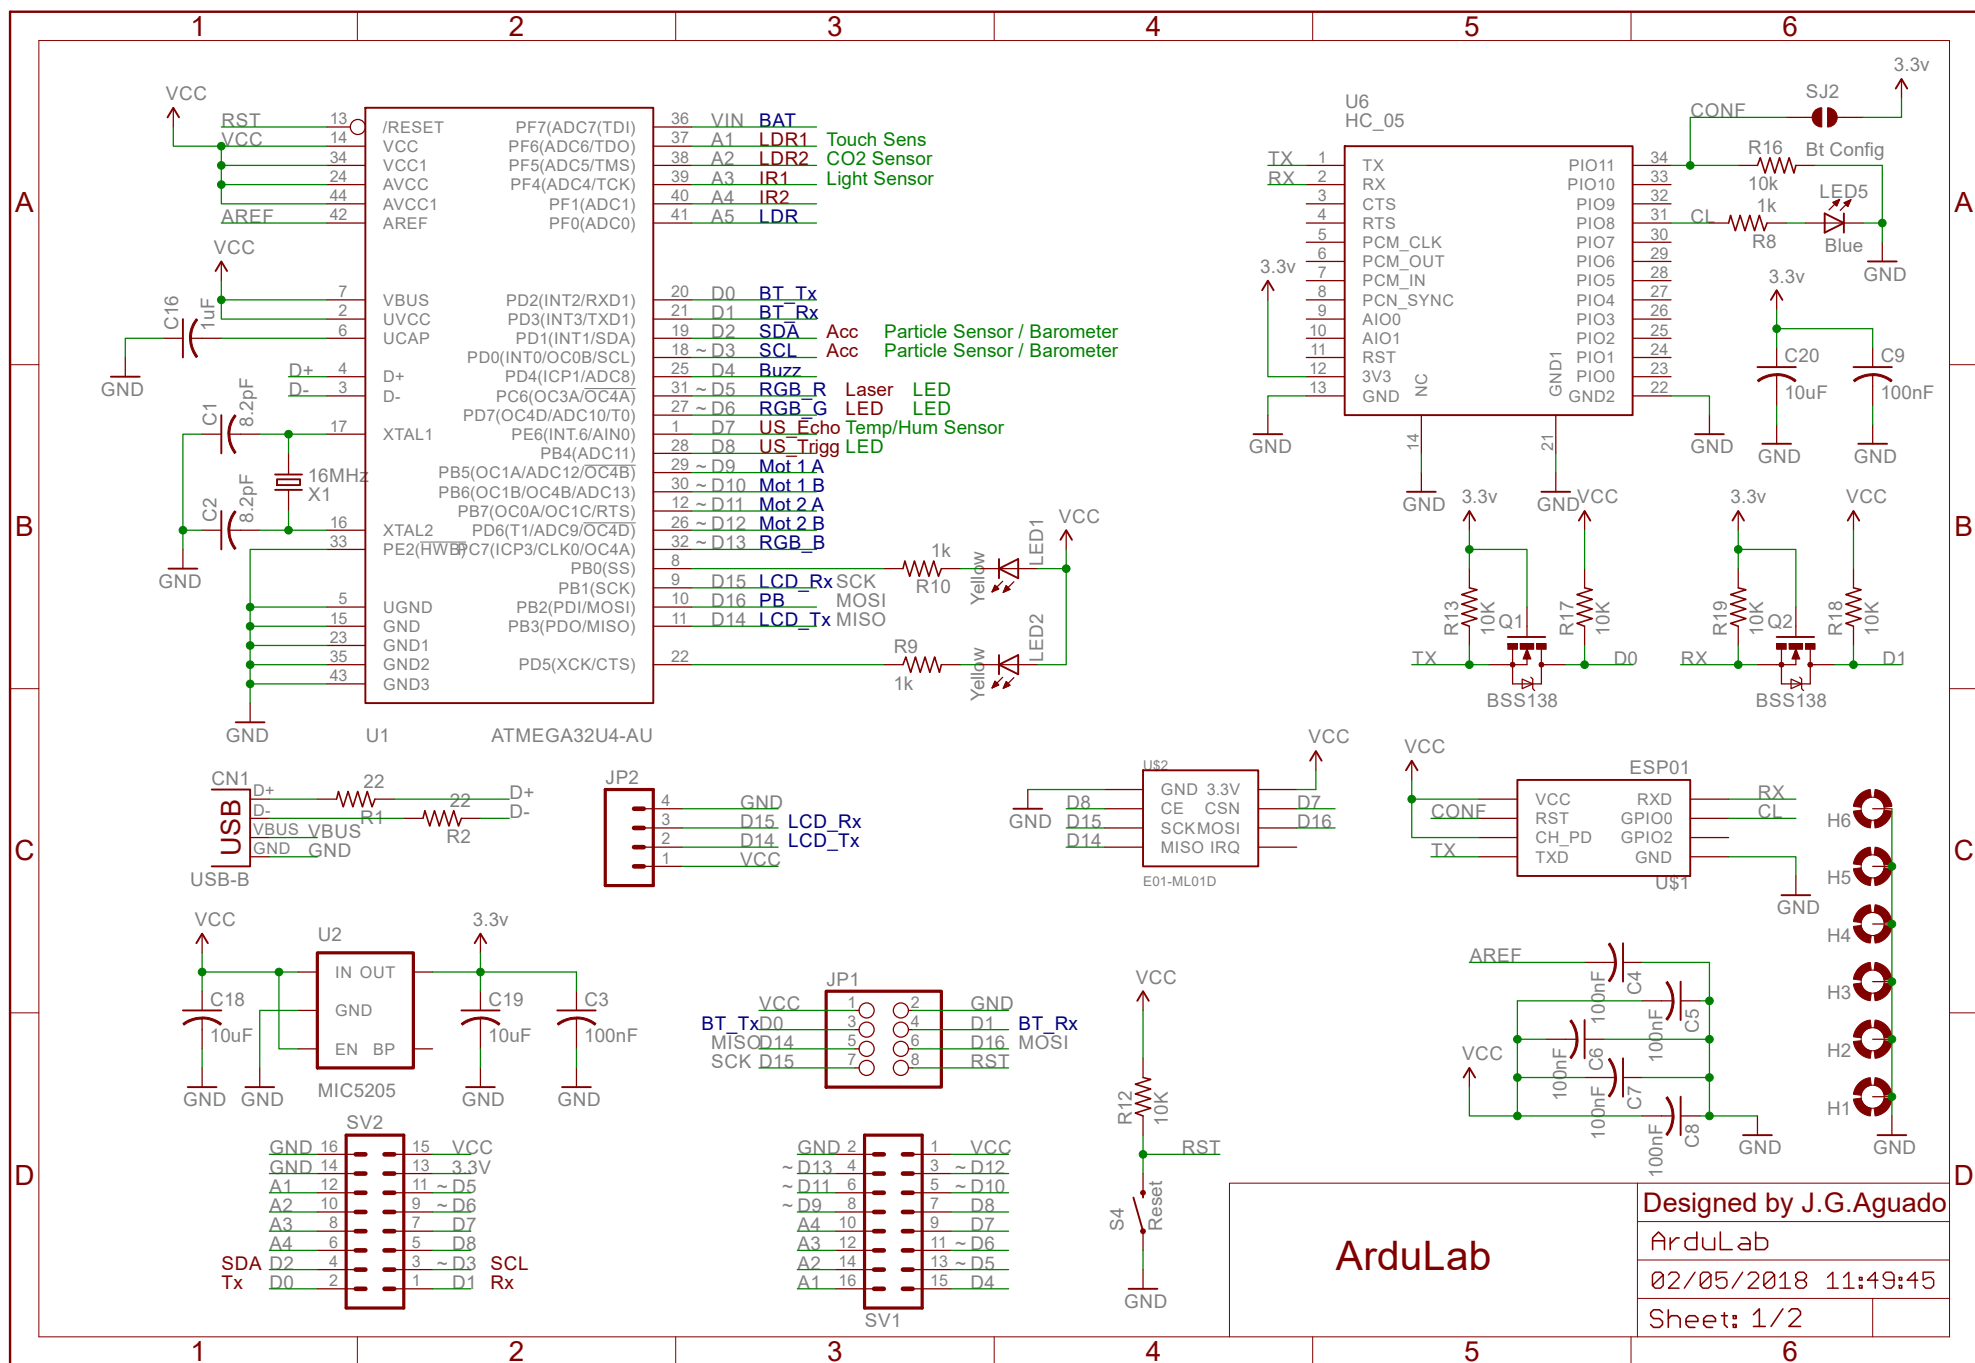 1 2 3 4 5 6
A
B
C
D
A
B
C
D
VCC
RST 13 /RESET
VCC 14 VCC
34 VCC1
24 AVCC
44 AVCC1
AREF 42 AREF
VCC
7 VBUS
2 UVCC
6 UCAP
C16 1uF
GND
D+ 4 D+
D- 3 D-
C1 8.2pF
17 XTAL1
16MHz
X1
C2 8.2pF
16 XTAL2
33 PE2(HWB)
GND
5 UGND
15 GND
23 GND1
35 GND2
43 GND3
GND
U1
ATMEGA32U4-AU
PF7(ADC7(TDI) 36 VIN BAT
PF6(ADC6/TDO) 37 A1 LDR1 Touch Sens
PF5(ADC5/TMS) 38 A2 LDR2 CO2 Sensor
PF4(ADC4/TCK) 39 A3 IR1 Light Sensor
PF1(ADC1) 40 A4 IR2
PF0(ADC0) 41 A5 LDR
PD2(INT2/RXD1) 20 D0 BT_Tx
PD3(INT3/TXD1) 21 D1 BT_Rx
PD1(INT1/SDA) 19 D2 SDA Acc Particle Sensor / Barometer
PD0(INT0/OC0B/SCL) 18 ~ D3 SCL Acc Particle Sensor / Barometer
PD4(ICP1/ADC8) 25 D4 Buzz
PC6(OC3A/OC4A) 31 ~ D5 RGB_R Laser LED
PD7(OC4D/ADC10/T0) 27 ~ D6 RGB_G LED LED
PE6(INT.6/AIN0) 1 D7 US_Echo Temp/Hum Sensor
PB4(ADC11) 28 D8 US_Trigg LED
PB5(OC1A/ADC12/OC4B) 29 ~ D9 Mot 1 A
PB6(OC1B/OC4B/ADC13) 30 ~ D10 Mot 1 B
PB7(OC0A/OC1C/RTS) 12 ~ D11 Mot 2 A
PD6(T1/ADC9/OC4D) 26 ~ D12 Mot 2 B
PC7(ICP3/CLK0/OC4A) 32 ~ D13 RGB_B
PB0(SS) 8
PB1(SCK) 9 D15 LCD_Rx SCK
PB2(PDI/MOSI) 10 D16 PB MOSI
PB3(PDO/MISO) 11 D14 LCD_Tx MISO
PD5(XCK/CTS) 22
1k
R10
Yellow
LED1
VCC
R9
1k
Yellow
LED2
U6
HC_05
TX 1 TX
RX 2 RX
3 CTS
4 RTS
5 PCM_CLK
6 PCM_OUT
7 PCM_IN
8 PCN_SYNC
9 AIO0
10 AIO1
11 RST
12 3V3
13 GND
3.3v
GND
NC 14
GND
GND1 21
GND
PIO11 34
PIO10 33
PIO9 32
PIO8 31
PIO7 30
PIO6 29
PIO5 28
PIO4 27
PIO3 26
PIO2 25
PIO1 24
PIO0 23
GND2 22
GND
CONF
SJ2
3.3v
R16 Bt Config
10k
CL
1k
R8
LED5
Blue
GND
3.3v
C20
10uF
C9
100nF
GND
GND
3.3v
VCC
R13 10K
Q1
R17 10K
TX
D0
BSS138
3.3v
VCC
R19 10K
Q2
R18 10K
RX
D1
BSS138
CN1
USB
D+
D-
VBUS VBUS
GND GND
USB-B
22
R1
22
R2
D+
D-
JP2
4 GND
3 D15 LCD_Rx
2 D14 LCD_Tx
1 VCC
U$2
GND 3.3V
CE CSN
SCK MOSI
MISO IRQ
E01-ML01D
GND
D8
D15
D14
VCC
D7
D16
VCC
ESP01
VCC RXD
RST GPIO0
CH_PD GPIO2
TXD GND
U$1
CONF
TX
RX
CL
GND
H6
H5
H4
H3
H2
H1
GND
VCC
C18
10uF
GND
GND
U2
IN OUT
GND
EN BP
MIC5205
3.3v
C19
10uF
GND
C3
100nF
GND
JP1
VCC 1 2 GND
BT_Tx D0 3 4 D1 BT_Rx
MISO D14 5 6 D16 MOSI
SCK D15 7 8 RST
VCC
R12 10K
RST
S4 Reset
GND
AREF
100nF C4
100nF C5
100nF C6
100nF C7
100nF C8
VCC
GND
SV2
GND 16 15 VCC
GND 14 13 3.3V
A1 12 11 ~ D5
A2 10 9 ~ D6
A3 8 7 D7
A4 6 5 D8
SDA D2 4 3 ~ D3 SCL
Tx D0 2 1 D1 Rx
GND 2 1 VCC
~ D13 4 3 ~ D12
~ D11 6 5 ~ D10
~ D9 8 7 D8
A4 10 9 D7
A3 12 11 ~ D6
A2 14 13 ~ D5
A1 16 15 D4
SV1
ArduLab
Designed by J.G.Aguado
ArduLab
02/05/2018 11:49:45
Sheet: 1/2
1 2 3 4 5 6